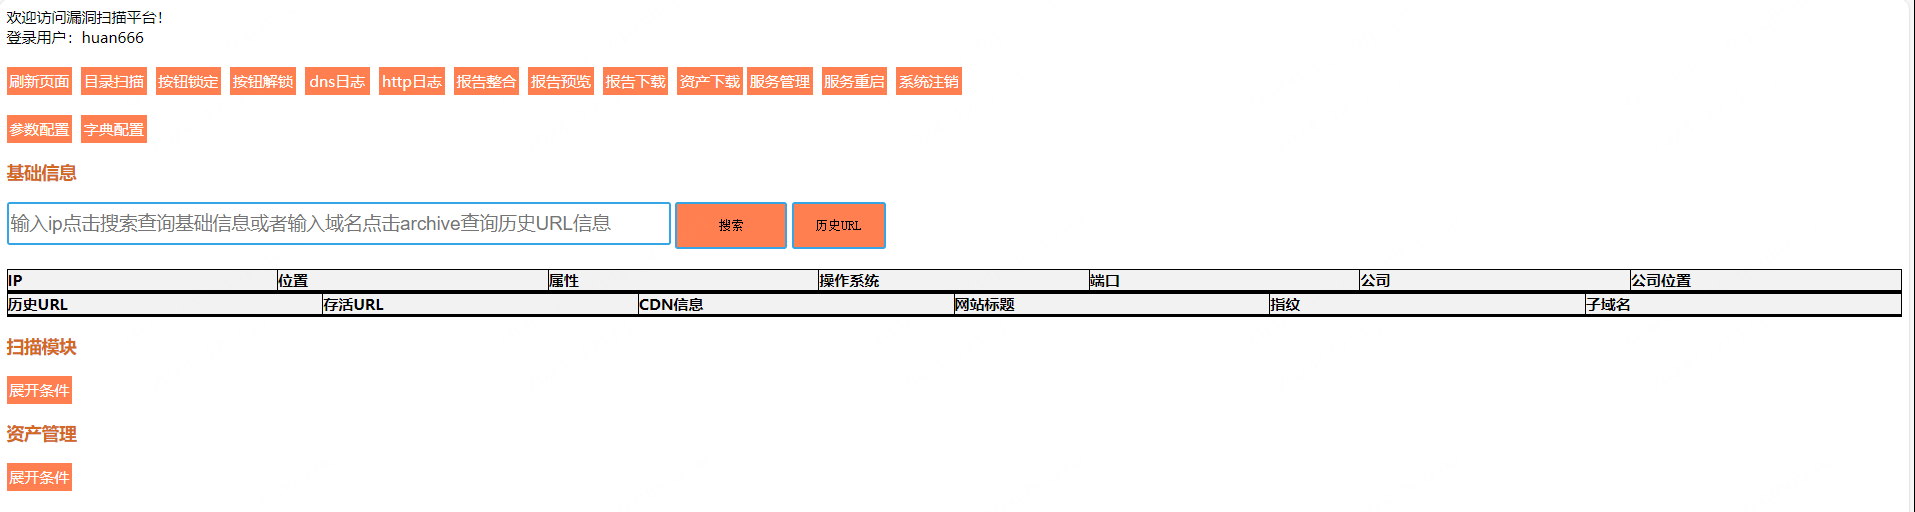 欢迎访问漏洞扫描平台!
登录用户：huan666
刷新页面 目录扫描 按钮锁定 按钮解锁 dns日志 http日志 报告整合 报告预览 报告下载 资产下载 服务管理 服务重启 系统注销
参数配置 字典配置
基础信息
输入ip点击搜索查询基础信息或者输入域名点击archive查询历史URL信息 搜索 历史URL
IP 位置 属性 操作系统 端口 公司 公司位置
历史URL 存活URL CDN信息 网站标题 指纹 子域名
扫描模块
展开条件
资产管理
展开条件